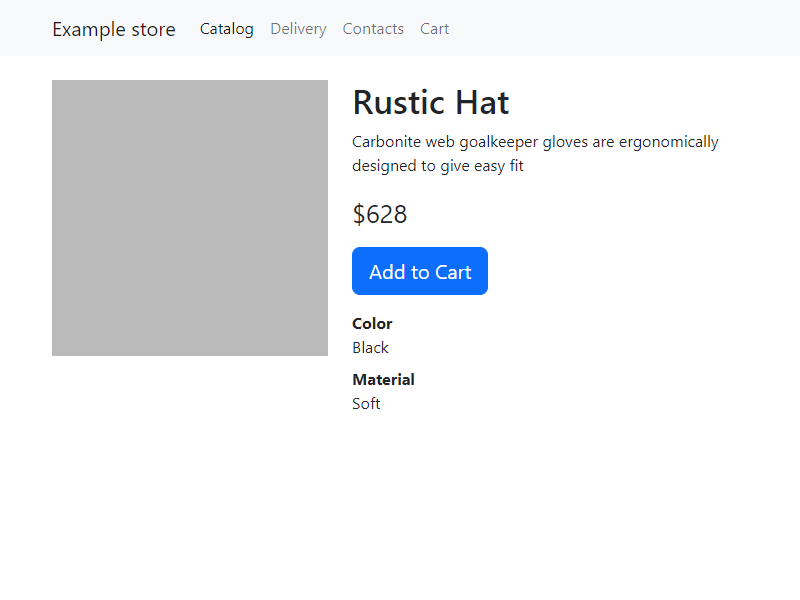 Example store Catalog Delivery Contacts Cart
Rustic Hat
Carbonite web goalkeeper gloves are ergonomically
designed to give easy fit
$628
Add to Cart
Color
Black
Material
Soft